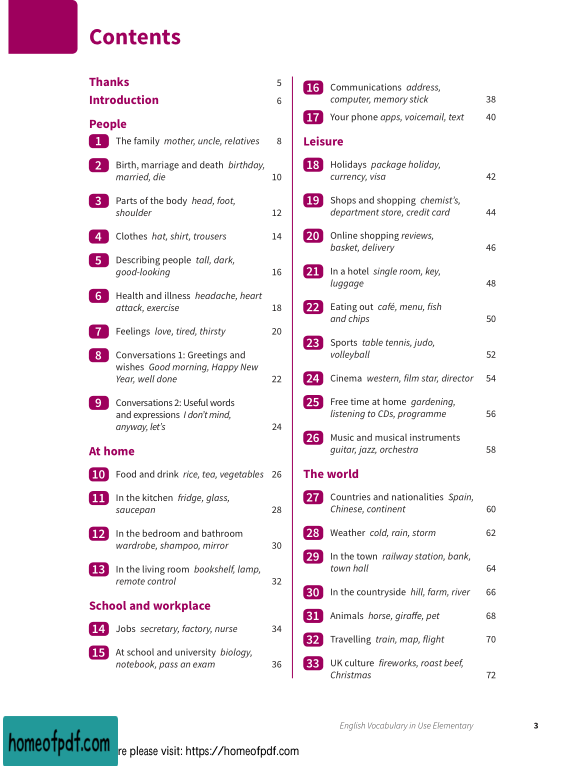 Contents
Thanks 5
Introduction 6
People
1 The family mother, uncle, relatives 8
2 Birth, marriage and death birthday,
married, die 10
3 Parts of the body head, foot,
shoulder 12
4 Clothes hat, shirt, trousers 14
5 Describing people tall, dark,
good-looking 16
6 Health and illness headache, heart
attack, exercise 18
7 Feelings love, tired, thirsty 20
8 Conversations 1: Greetings and
wishes Good morning, Happy New
Year, well done 22
9 Conversations 2: Useful words
and expressions I don't mind,
anyway, let's 24
At home
10 Food and drink rice, tea, vegetables 26
11 In the kitchen fridge, glass,
saucepan 28
12 In the bedroom and bathroom
wardrobe, shampoo, mirror 30
13 In the living room bookshelf, lamp,
remote control 32
School and workplace
14 Jobs secretary, factory, nurse 34
15 At school and university biology,
notebook, pass an exam 36
16 Communications address,
computer, memory stick 38
17 Your phone apps, voicemail, text 40
Leisure
18 Holidays package holiday,
currency, visa 42
19 Shops and shopping chemist's,
department store, credit card 44
20 Online shopping reviews,
basket, delivery 46
21 In a hotel single room, key,
luggage 48
22 Eating out café, menu, fish
and chips 50
23 Sports table tennis, judo,
volleyball 52
24 Cinema western, film star, director 54
25 Free time at home gardening,
listening to CDs, programme 56
26 Music and musical instruments
guitar, jazz, orchestra 58
The world
27 Countries and nationalities Spain,
Chinese, continent 60
28 Weather cold, rain, storm 62
29 In the town railway station, bank,
town hall 64
30 In the countryside hill, farm, river 66
31 Animals horse, giraffe, pet 68
32 Travelling train, map, flight 70
33 UK culture fireworks, roast beef,
Christmas 72
English Vocabulary in Use Elementary 3
homeofpdf.com
re please visit: https://homeofpdf.com